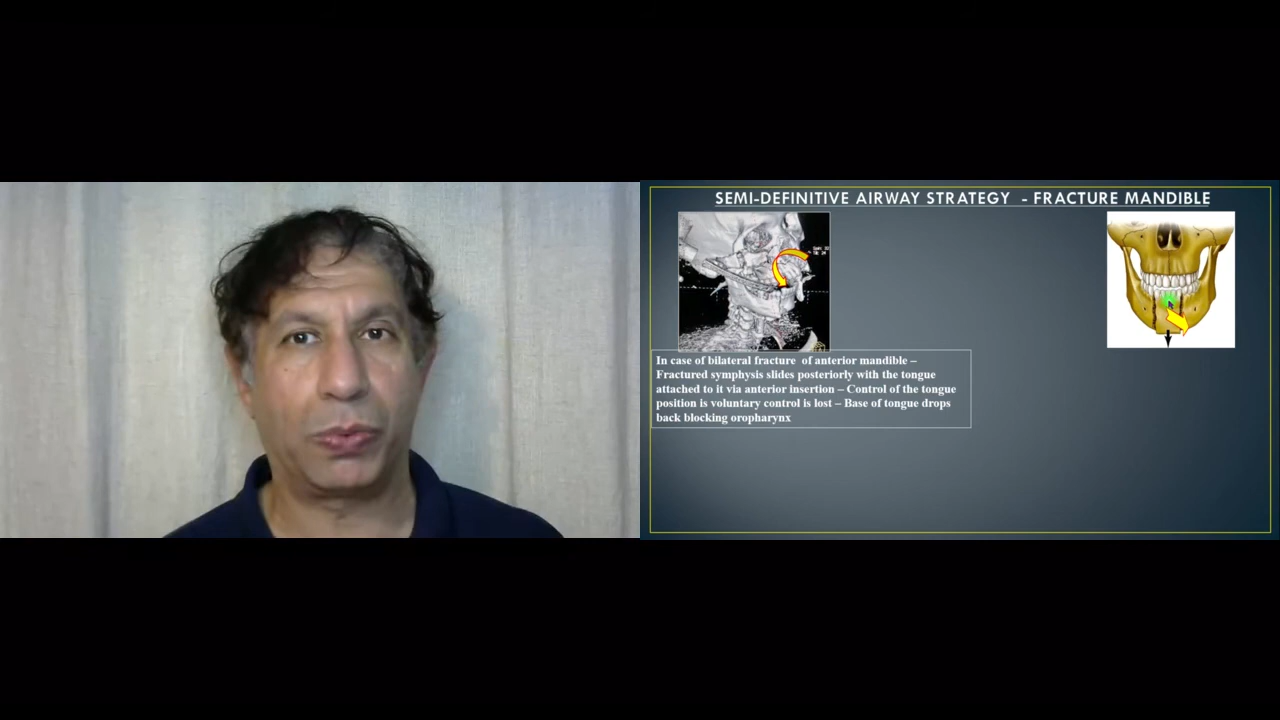 SEMI-DEFINITIVE AIRWAY STRATEGY - FRACTURE MANDIBLE
In case of bilateral fracture of anterior mandible –
Fractured symphysis slides posteriorly with the tongue
attached to it via anterior insertion – Control of the tongue
position is voluntary control is lost – Base of tongue drops
back blocking oropharynx